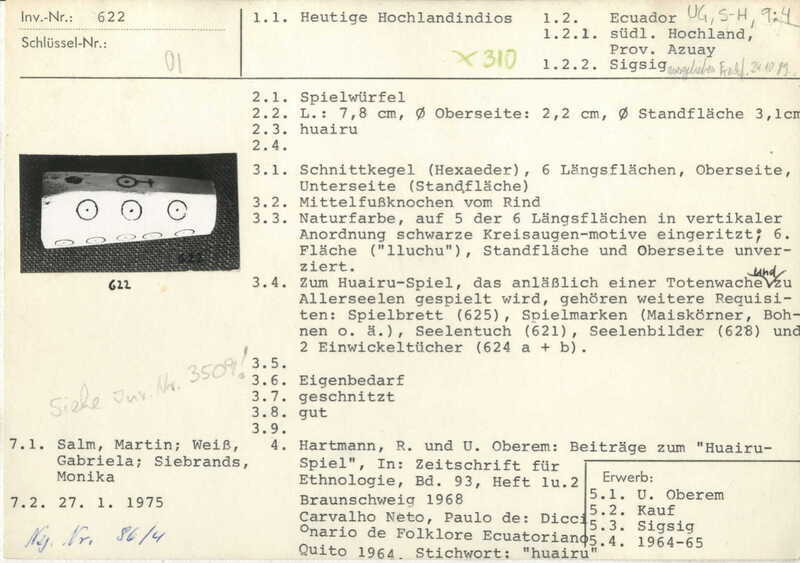 Inv.-Nr.: 622
Schlüssel-Nr.:
01
1.1. Heutige Hochlandindios
x 310
1.2. Ecuador UG, S-H, 9:4
1.2.1. südl. Hochland,
Prov. Azuay
1.2.2. Sigsig
2.1. Spielwürfel
2.2. L.: 7,8 cm, Ø Oberseite: 2,2 cm, Ø Standfläche 3,1cm
2.3. huairu
2.4.
3.1. Schnittkegel (Hexaeder), 6 Längsflächen, Oberseite,
Unterseite (Standfläche)
3.2. Mittelfußknochen vom Rind
3.3. Naturfarbe, auf 5 der 6 Längsflächen in vertikaler
Anordnung schwarze Kreisaugen-motive eingeritzt; 6.
Fläche ("lluchu"), Standfläche und Oberseite unver-
ziert.
3.4. Zum Huairu-Spiel, das anläßlich einer Totenwache und zu
Allerseelen gespielt wird, gehören weitere Requisi-
ten: Spielbrett (625), Spielmarken (Maiskörner, Boh-
nen o. ä.), Seelentuch (621), Seelenbilder (628) und
2 Einwickeltücher (624 a + b).
3.5.
3.6. Eigenbedarf
3.7. geschnitzt
3.8. gut
3.9.
622
622
Siehe Inv. Nr. 3509!
7.1. Salm, Martin; Weiß,
Gabriela; Siebrands,
Monika
7.2. 27. 1. 1975
Ng. Nr. 86/4
4. Hartmann, R. und U. Oberem: Beiträge zum "Huairu-
Spiel", In: Zeitschrift für
Ethnologie, Bd. 93, Heft 1u.2
Braunschweig 1968
Carvalho Neto, Paulo de: Dicci
onario de Folklore Ecuatoriano
Quito 1964, Stichwort: "huairu"
Erwerb:
5.1. U. Oberem
5.2. Kauf
5.3. Sigsig
5.4. 1964-65